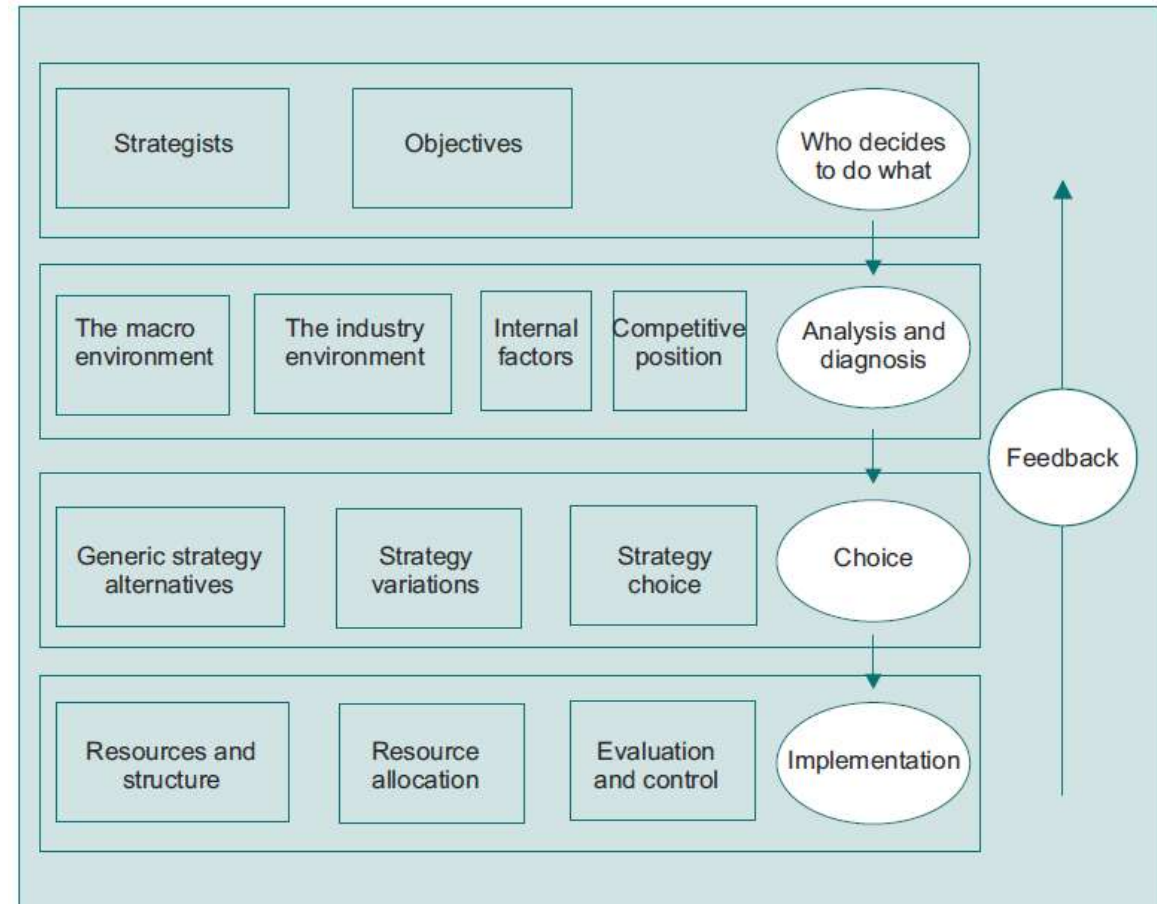 Strategists
Objectives
Who decides
to do what
The macro
environment
The industry
environment
Internal
factors
Competitive
position
Analysis and
diagnosis
Feedback
Generic strategy
alternatives
Strategy
variations
Strategy
choice
Choice
Resources and
structure
Resource
allocation
Evaluation
and control
Implementation